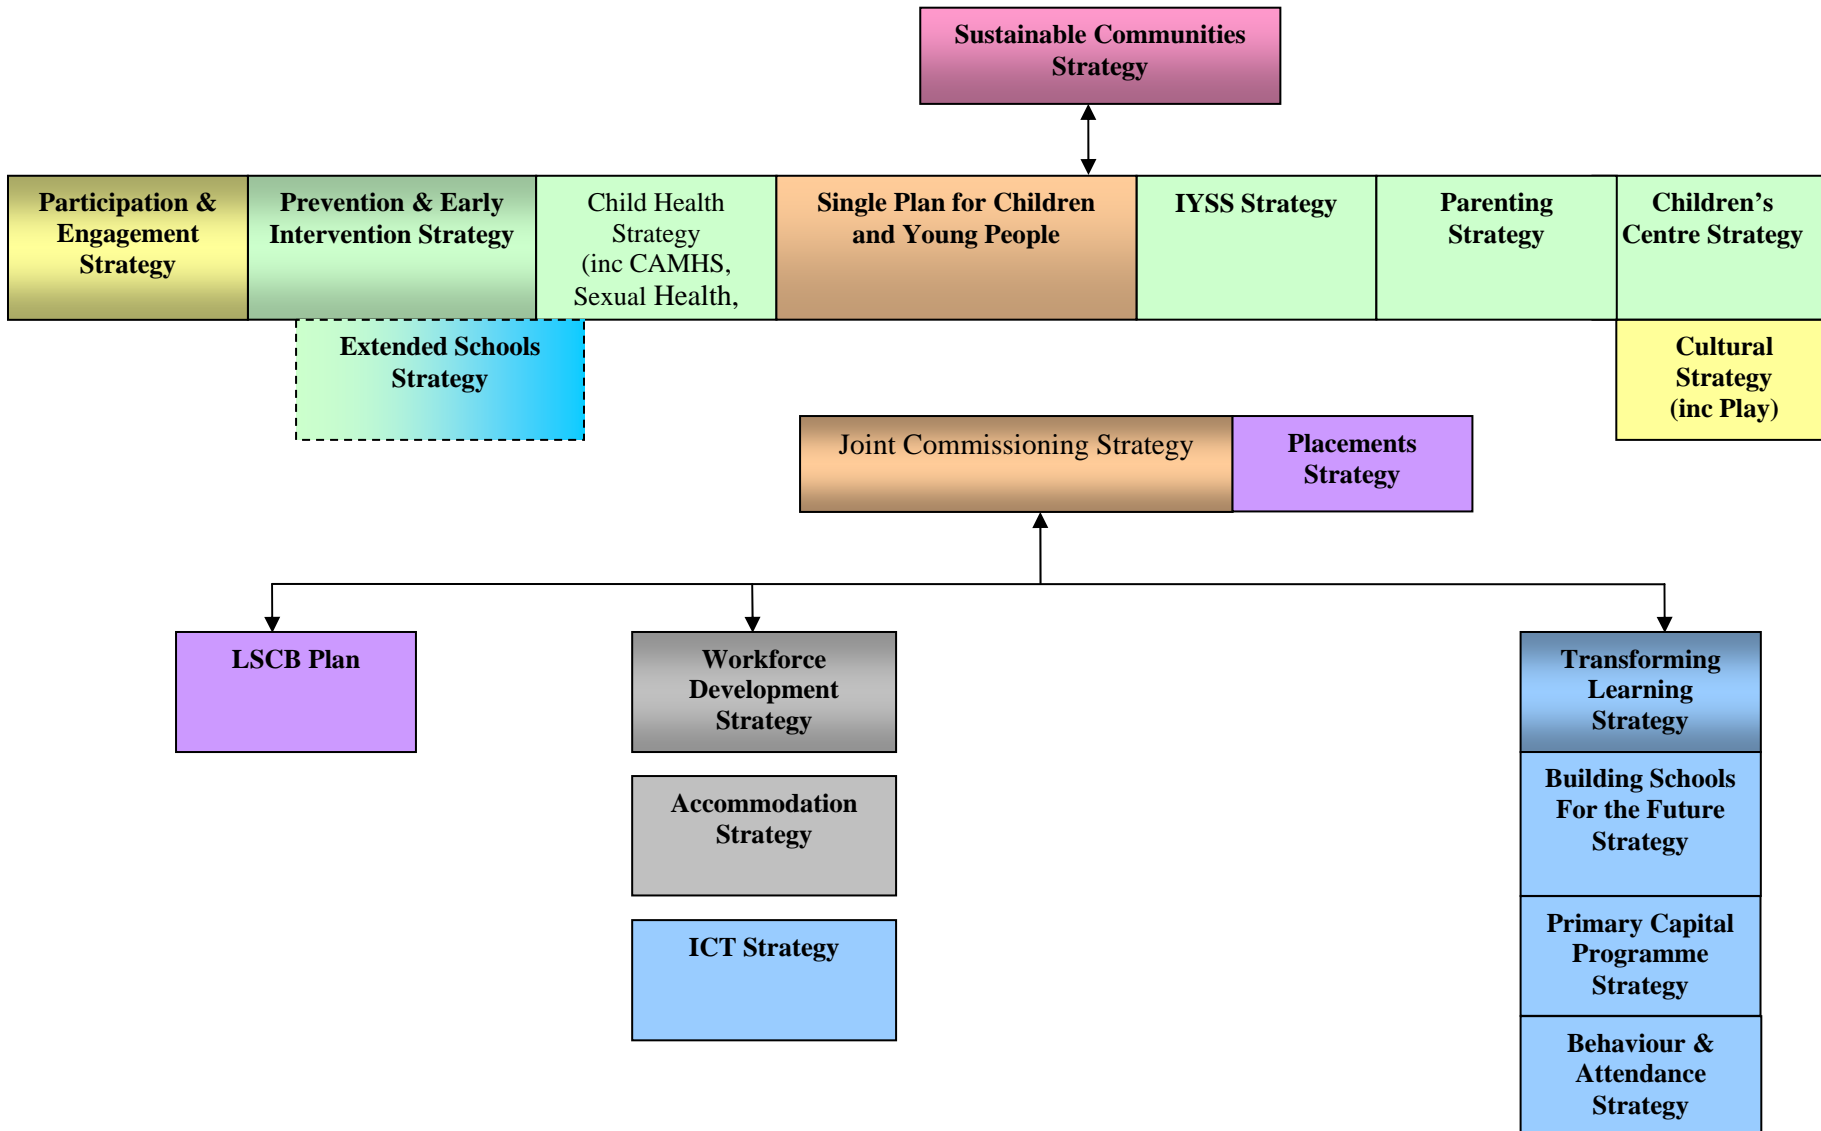 Sustainable Communities
Strategy
Participation &
Engagement
Strategy
Prevention & Early
Intervention Strategy
Child Health
Strategy
(inc CAMHS,
Sexual Health,
Single Plan for Children
and Young People
IYSS Strategy
Parenting
Strategy
Children’s
Centre Strategy
Extended Schools
Strategy
Cultural
Strategy
(inc Play)
Joint Commissioning Strategy
Placements
Strategy
LSCB Plan
Workforce
Development
Strategy
Transforming
Learning
Strategy
Accommodation
Strategy
Building Schools
For the Future
Strategy
ICT Strategy
Primary Capital
Programme
Strategy
Behaviour &
Attendance
Strategy